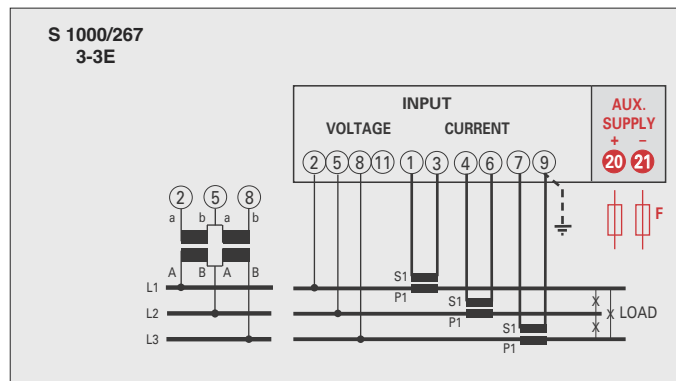 S 1000/267
3-3E
INPUT
VOLTAGE CURRENT
AUX.
SUPPLY
+ −
2 5 8 11 1 3 4 6 7 9 20 21
F
2 5 8
a b a b
A B A B
L1
L2
L3
S1
P1
S1
P1
S1
P1
X
X X LOAD
X